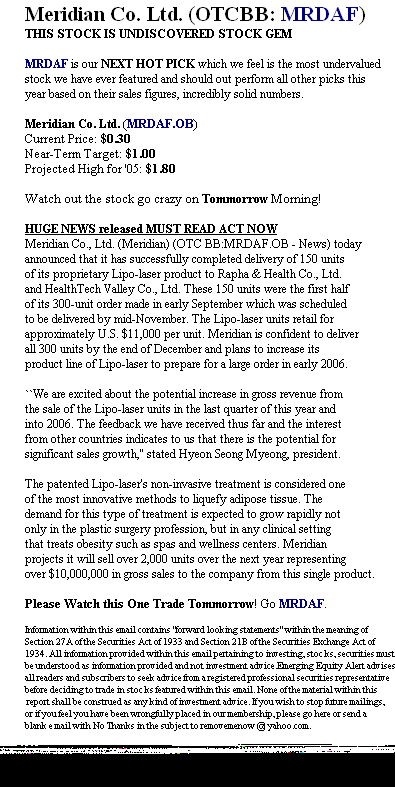 Meridian Co. Ltd. (OTCBB: MRDAF)
THIS STOCK IS UNDISCOVERED STOCK GEM
MRDAF is our NEXT HOT PICK which we feel is the most undervalued
stock we have ever featured and should out perform all other picks this
year based on their sales figures, incredibly solid numbers.
Meridian Co. Ltd. (MRDAF.OB)
Current Price: $0.30
Near-Term Target: $1.00
Projected High for '05: $1.80
Watch out the stock go crazy on Tommorrow Morning!
HUGE NEWS released MUST READ ACT NOW
Meridian Co., Ltd. (Meridian) (OTC BB:MRDAF.OB - News) today
announced that it has successfully completed delivery of 150 units
of its proprietary Lipo-laser product to Rapha & Health Co., Ltd.
and HealthTech Valley Co., Ltd. These 150 units were the first half
of its 300-unit order made in early September which was scheduled
to be delivered by mid-November. The Lipo-laser units retail for
approximately U.S. $11,000 per unit. Meridian is confident to deliver
all 300 units by the end of December and plans to increase its
product line of Lipo-laser to prepare for a large order in early 2006.
``We are excited about the potential increase in gross revenue from
the sale of the Lipo-laser units in the last quarter of this year and
into 2006. The feedback we have received thus far and the interest
from other countries indicates to us that there is the potential for
significant sales growth,'' stated Hyeon Seong Myeong, president.
The patented Lipo-laser's non-invasive treatment is considered one
of the most innovative methods to liquefy adipose tissue. The
demand for this type of treatment is expected to grow rapidly not
only in the plastic surgery profession, but in any clinical setting
that treats obesity such as spas and wellness centers. Meridian
projects it will sell over 2,000 units over the next year representing
over $10,000,000 in gross sales to the company from this single product.
Please Watch this One Trade Tommorrow! Go MRDAF.
Information within this email contains "forward looking statements" within the meaning of
Section 27A of the Securities Act of 1933 and Section 21B of the Securities Exchange Act of
1934. All information provided within this email pertaining to investing, stocks, securities must
be understood as information provided and not investment advice.Emerging Equity Alert advises
all readers and subscribers to seek advice from a registered professional securities representative
before deciding to trade in stocks featured within this email. None of the material within this
report shall be construed as any kind of investment advice. If you wish to stop future mailings,
or if you feel you have been wrongfully placed in our membership, please go here or send a
blank e mail with No Thanks in the subject to removemenow @ yahoo.com.